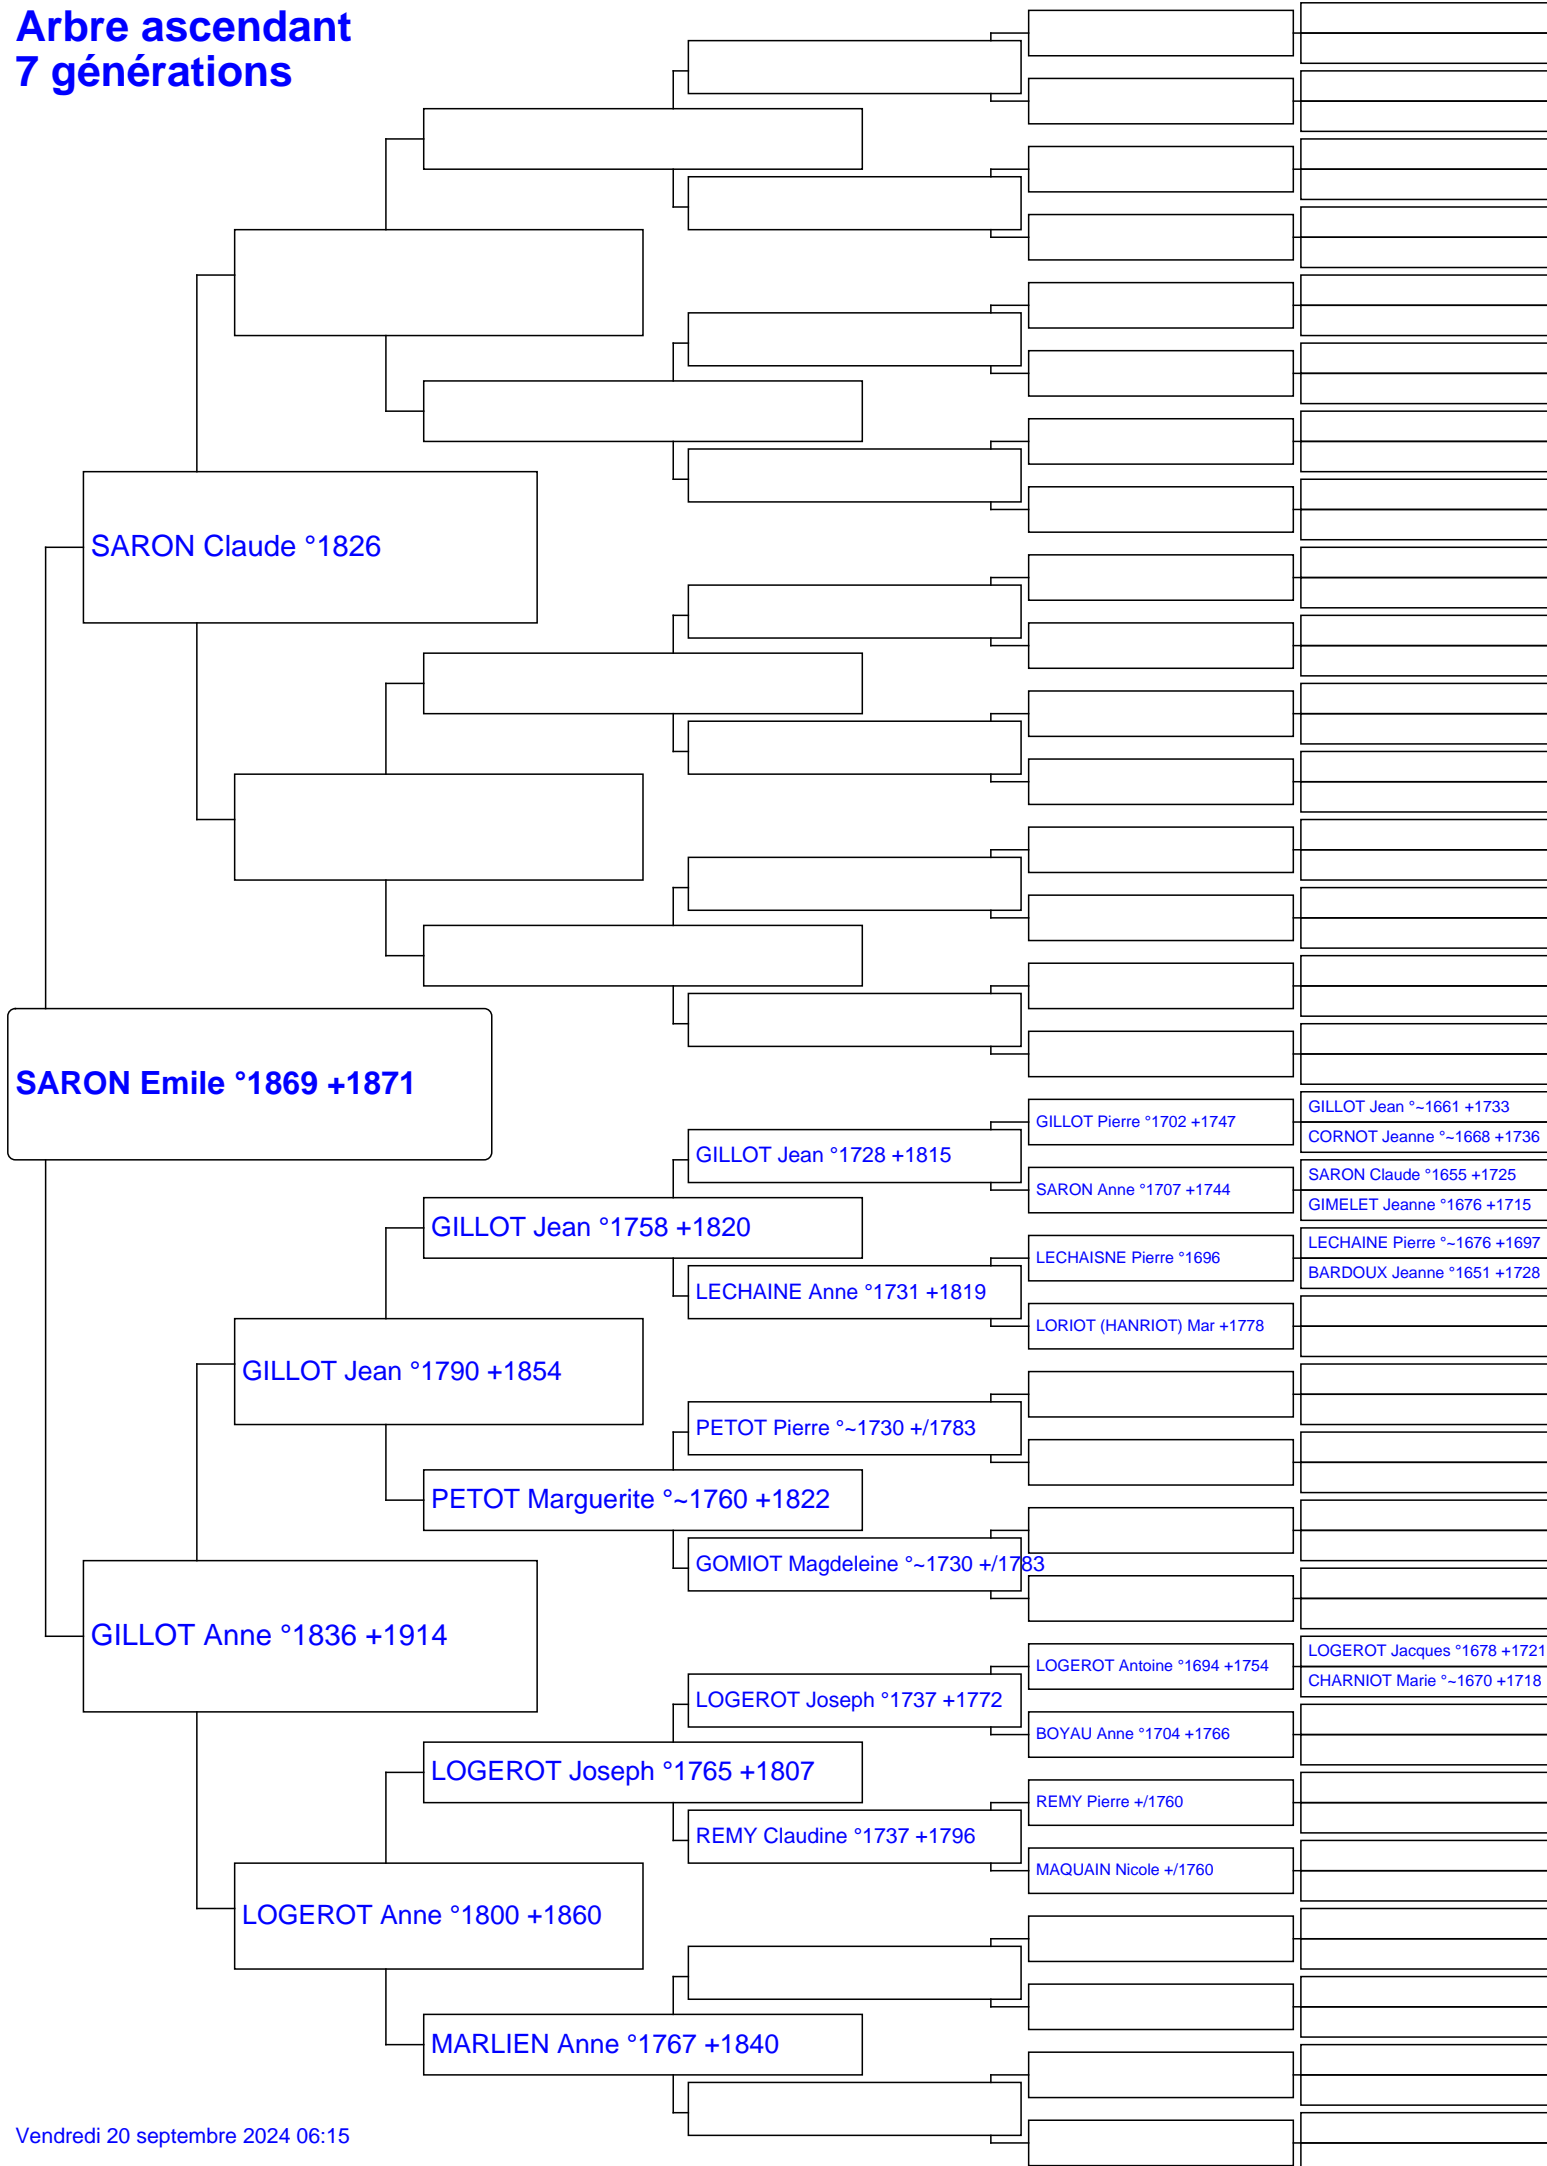 Arbre ascendant
7 générations
SARON Claude °1826
SARON Emile °1869 +1871
GILLOT Pierre °1702 +1747
GILLOT Jean °~1661 +1733
CORNOT Jeanne °~1668 +1736
GILLOT Jean °1728 +1815
SARON Anne °1707 +1744
SARON Claude °1655 +1725
GIMELET Jeanne °1676 +1715
GILLOT Jean °1758 +1820
LECHAISNE Pierre °1696
LECHAINE Pierre °~1676 +1697
BARDOUX Jeanne °1651 +1728
LECHAINE Anne °1731 +1819
LORIOT (HANRIOT) Mar +1778
GILLOT Jean °1790 +1854
PETOT Pierre °~1730 +/1783
PETOT Marguerite °~1760 +1822
GOMIOT Magdeleine °~1730 +/1783
GILLOT Anne °1836 +1914
LOGEROT Antoine °1694 +1754
LOGEROT Jacques °1678 +1721
CHARNIOT Marie °~1670 +1718
LOGEROT Joseph °1737 +1772
BOYAU Anne °1704 +1766
LOGEROT Joseph °1765 +1807
REMY Pierre +/1760
REMY Claudine °1737 +1796
MAQUAIN Nicole +/1760
LOGEROT Anne °1800 +1860
MARLIEN Anne °1767 +1840
Vendredi 20 septembre 2024 06:15